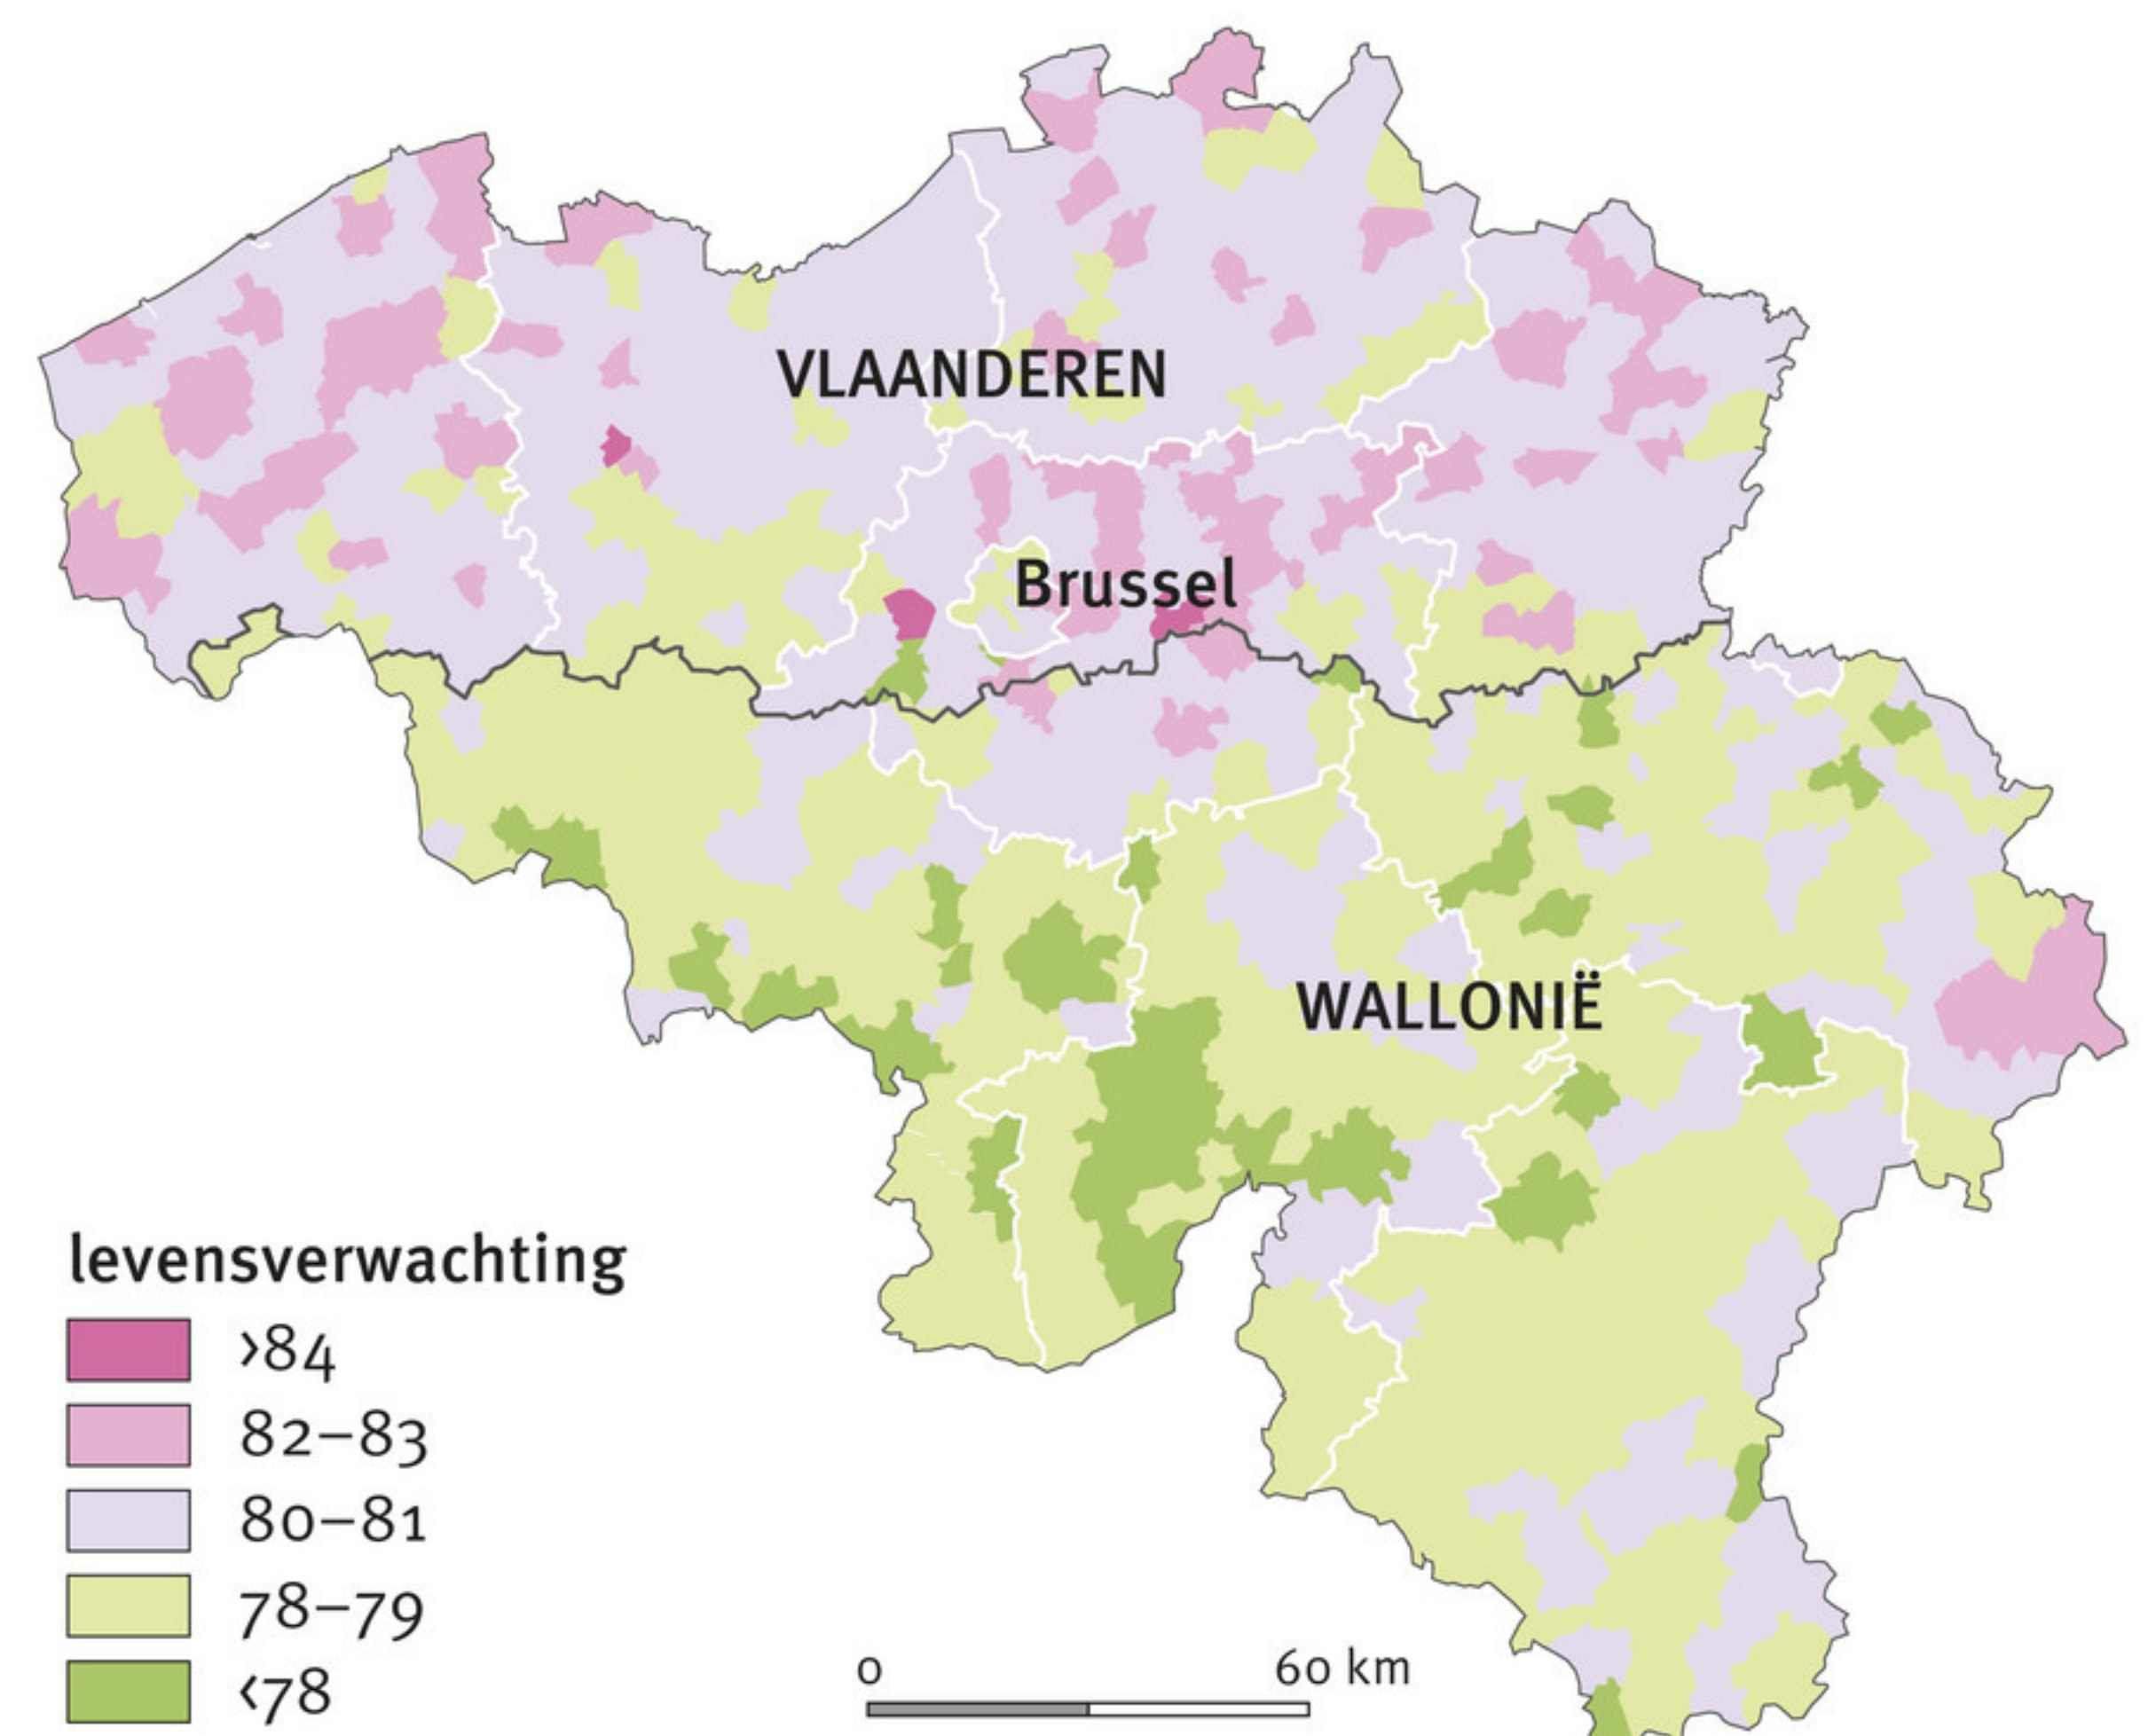 VLAANDEREN
Brussel
WALLONIË
levensverwachting
>84
82–83
80–81
78–79
<78
0 60 km